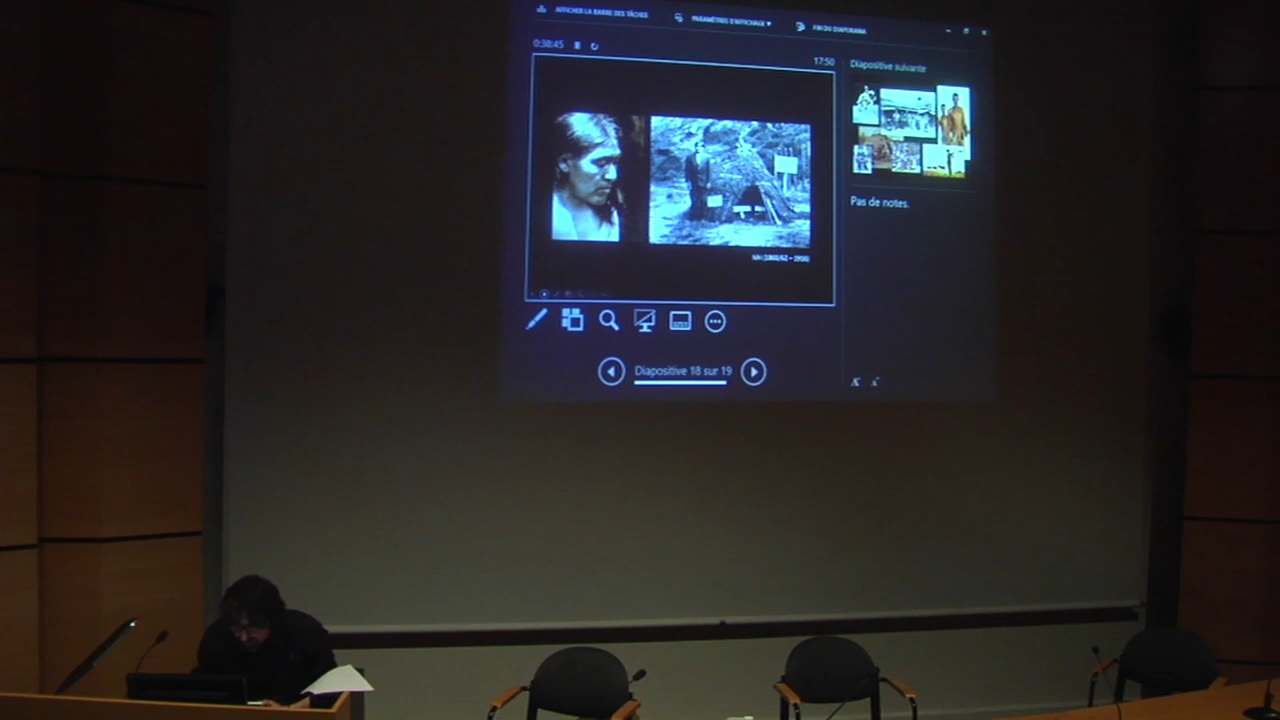 AFFICHER LA BARRE DES TÂCHES
PARAMÈTRES D'AFFICHAGE ▼
FIN DU DIAPORAMA
0:38:45
17:50
Diapositive suivante
Pas de notes.
Diapositive 18 sur 19